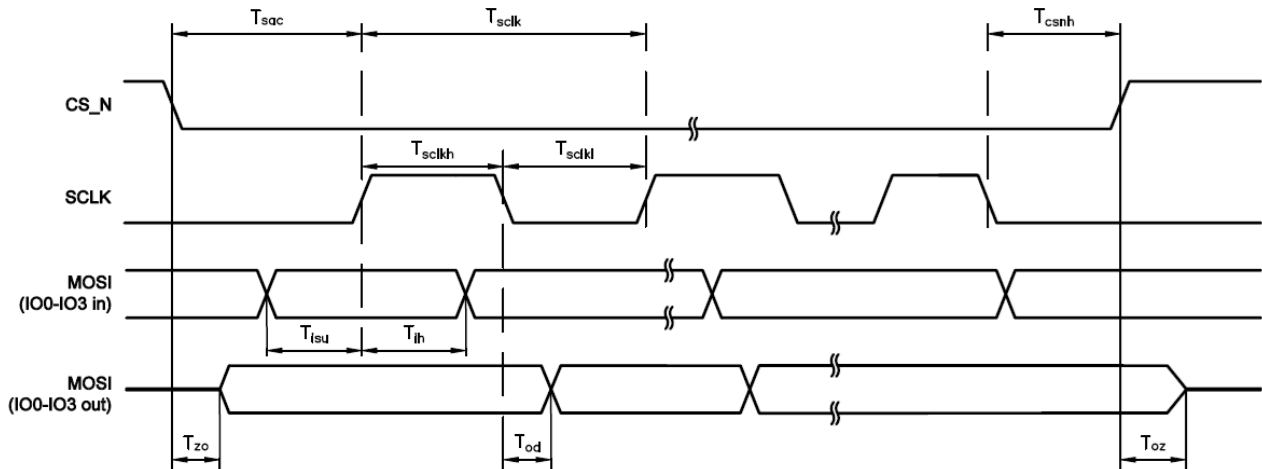 Tsac Tsclk Tcsnh
CS_N
Tsclkh Tsclkl
SCLK
MOSI
(IO0-IO3 in)
Tisu Tih
MOSI
(IO0-IO3 out)
Tzo Tod Toz